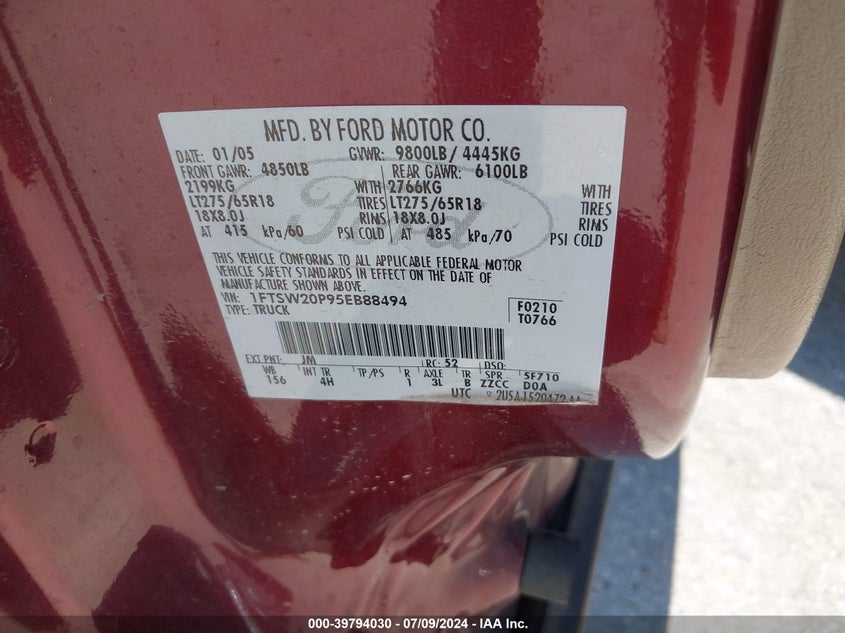 MFD. BY FORD MOTOR CO.
DATE: 01/05 GVWR: 9800LB/ 4445KG
FRONT GAWR: 4850LB REAR GAWR: 6100LB
2199KG WITH 2766KG WITH
LT275/65R18 TIRES LT275/65R18 TIRES
18X8.0J RIMS 18X8.0J RIMS
AT 415 kPa/60 PSI COLD AT 485 kPa/70 PSI COLD
Ford
THIS VEHICLE CONFORMS TO ALL APPLICABLE FEDERAL MOTOR
VEHICLE SAFETY STANDARDS IN EFFECT ON THE DATE OF
MANUFACTURE SHOWN ABOVE.
VIN: 1FTSW20P95EB88494 F0210
TYPE: TRUCK T0766
EXT PNT: JM RC: 52 DSO:
WB INT TR TP/PS R AXLE TR SPR 5F710
156 4H 1 3L B ZZCC D0A
UTC
000-39794030 - 07/09/2024 - IAA Inc.